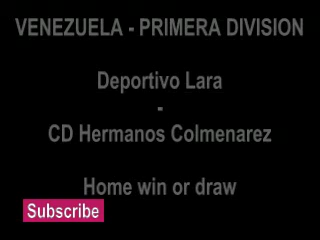 VENEZUELA - PRIMERA DIVISION
Deportivo Lara
-
CD Hermanos Colmenarez
Home win or draw
Subscribe